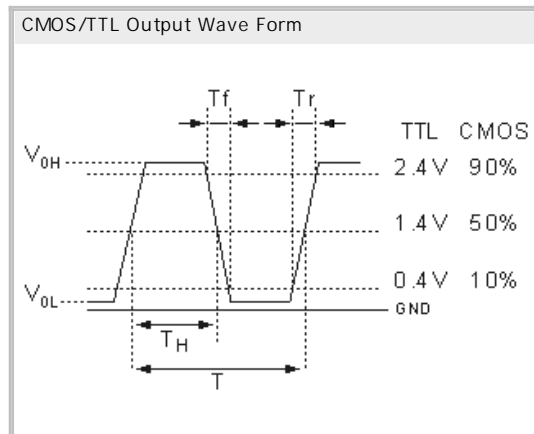 CMOS/TTL Output Wave Form
Tf Tr
TTL CMOS
V0H 2.4V 90%
1.4V 50%
V0L 0.4V 10%
GND
TH
T